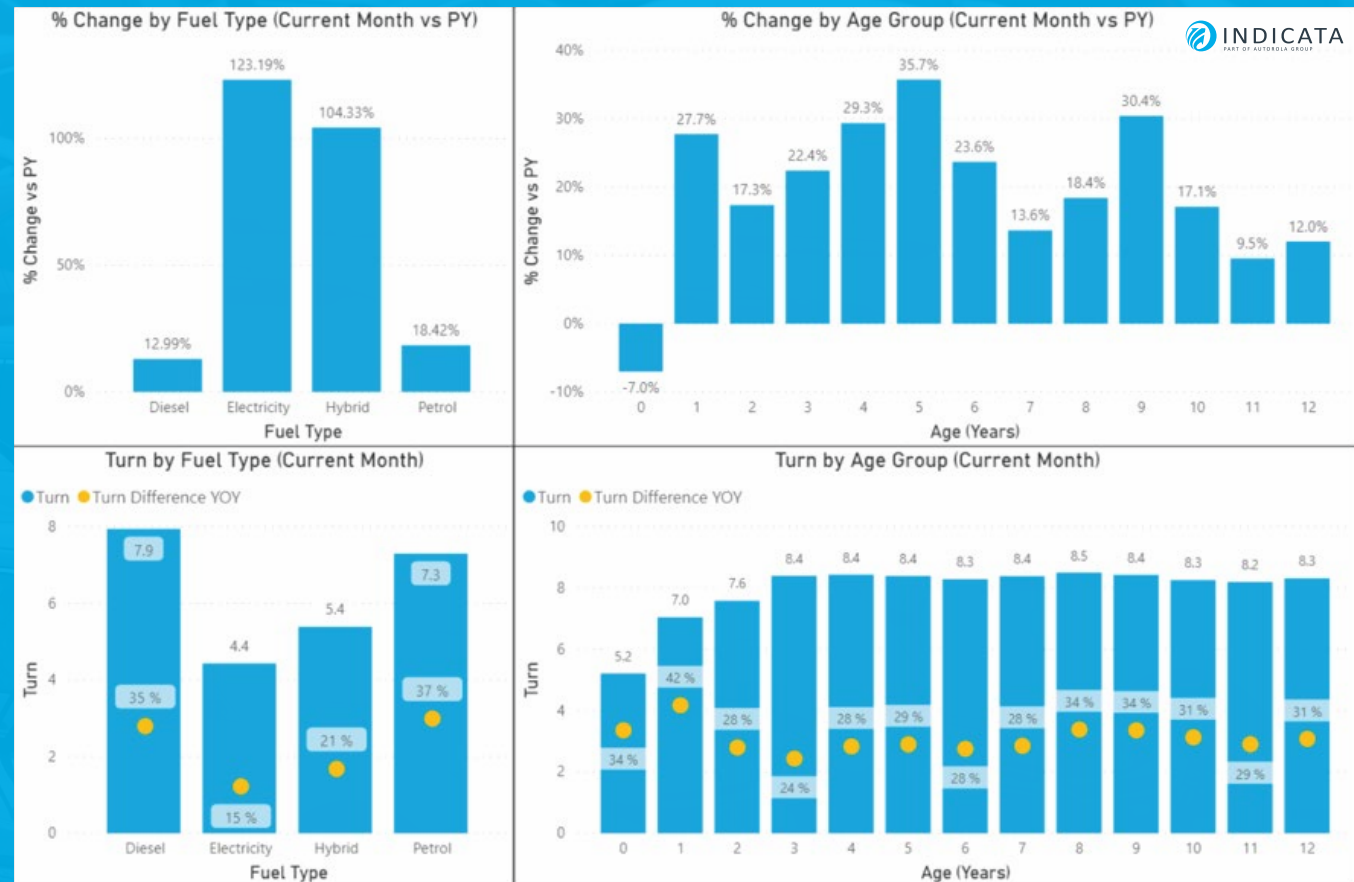 % Change by Fuel Type (Current Month vs PY)
% Change vs PY
100%
50%
0%
12.99%
123.19%
104.33%
18.42%
Diesel Electricity Hybrid Petrol
Fuel Type
% Change by Age Group (Current Month vs PY)
INDICATA
PART OF AUTOROLA GROUP
% Change vs PY
40%
30%
20%
10%
0%
-10%
-7.0%
27.7%
17.3%
22.4%
29.3%
35.7%
23.6%
13.6%
18.4%
30.4%
17.1%
9.5%
12.0%
0 1 2 3 4 5 6 7 8 9 10 11 12
Age (Years)
Turn by Fuel Type (Current Month)
Turn Turn Difference YOY
Turn
8
6
4
2
0
7.9
4.4
5.4
7.3
35 %
15 %
21 %
37 %
Diesel Electricity Hybrid Petrol
Fuel Type
Turn by Age Group (Current Month)
Turn Turn Difference YOY
Turn
10
8
6
4
2
0
5.2 7.0 7.6 8.4 8.4 8.4 8.3 8.4 8.5 8.4 8.3 8.2 8.3
34 % 42 % 28 % 24 % 28 % 29 % 28 % 28 % 34 % 34 % 31 % 29 % 31 %
0 1 2 3 4 5 6 7 8 9 10 11 12
Age (Years)